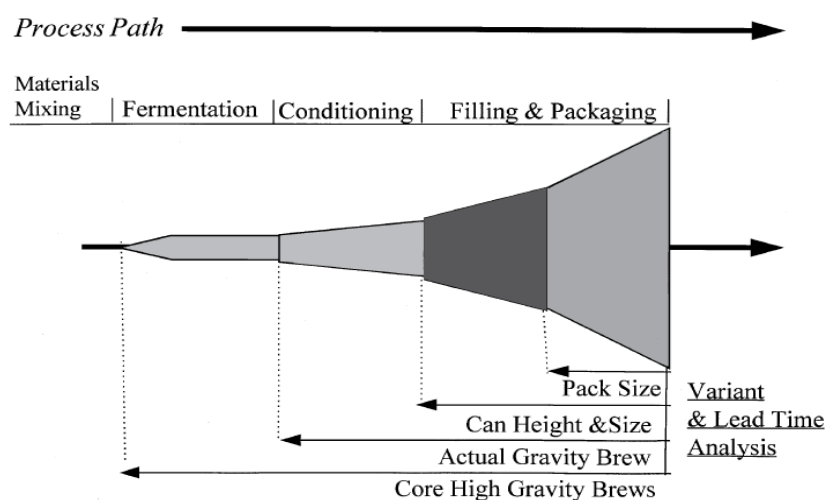 Process Path
Materials
Mixing
Fermentation
Conditioning
Filling & Packaging
Pack Size
Can Height &Size
Actual Gravity Brew
Core High Gravity Brews
Variant
& Lead Time
Analysis